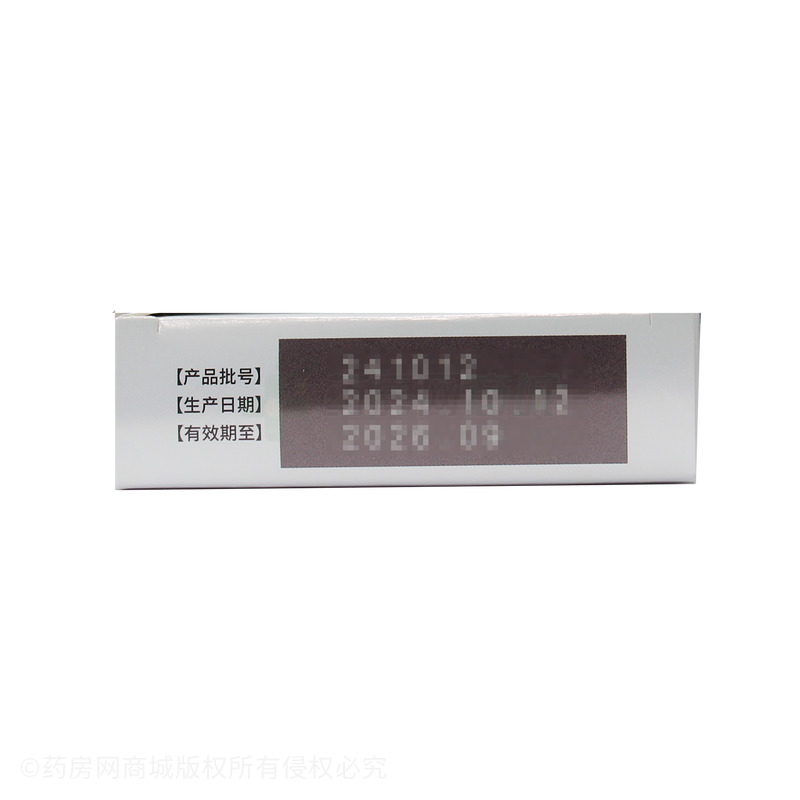 【产品批号】 241012
【生产日期】 2024.10.12
【有效期至】 2026.09
©药房网商城版权所有侵权必究